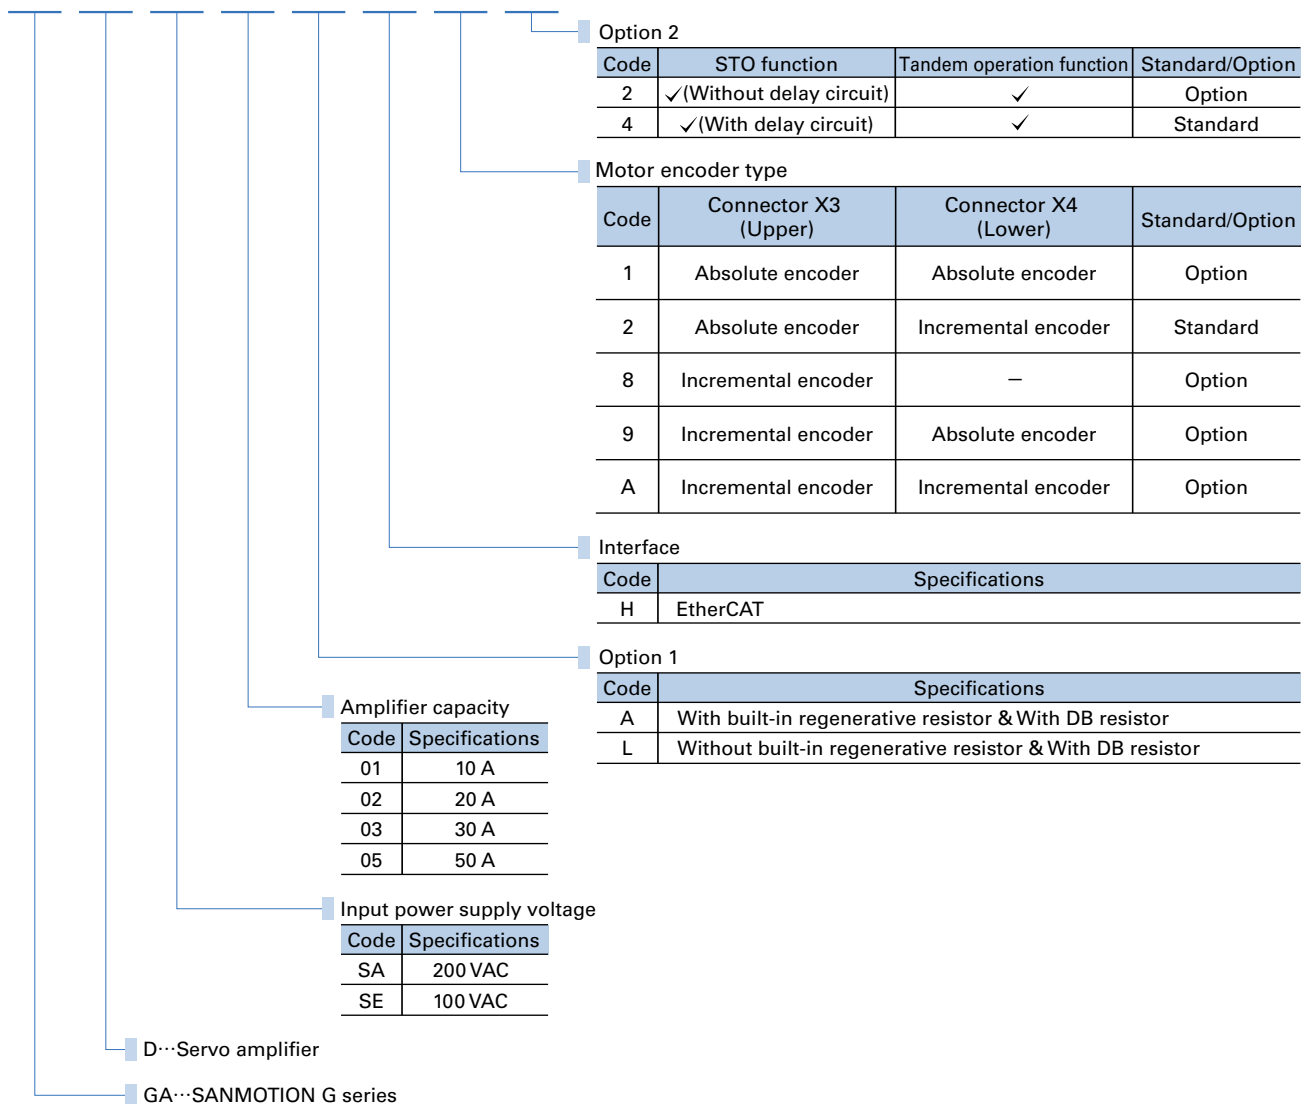 Option 2
Code STO function Tandem operation function Standard/Option
2 ✓(Without delay circuit) ✓ Option
4 ✓(With delay circuit) ✓ Standard
Motor encoder type
Code Connector X3 (Upper) Connector X4 (Lower) Standard/Option
1 Absolute encoder Absolute encoder Option
2 Absolute encoder Incremental encoder Standard
8 Incremental encoder — Option
9 Incremental encoder Absolute encoder Option
A Incremental encoder Incremental encoder Option
Interface
Code Specifications
H EtherCAT
Option 1
Code Specifications
A With built-in regenerative resistor & With DB resistor
L Without built-in regenerative resistor & With DB resistor
Amplifier capacity
Code Specifications
01 10 A
02 20 A
03 30 A
05 50 A
Input power supply voltage
Code Specifications
SA 200 VAC
SE 100 VAC
D···Servo amplifier
GA···SANMOTION G series